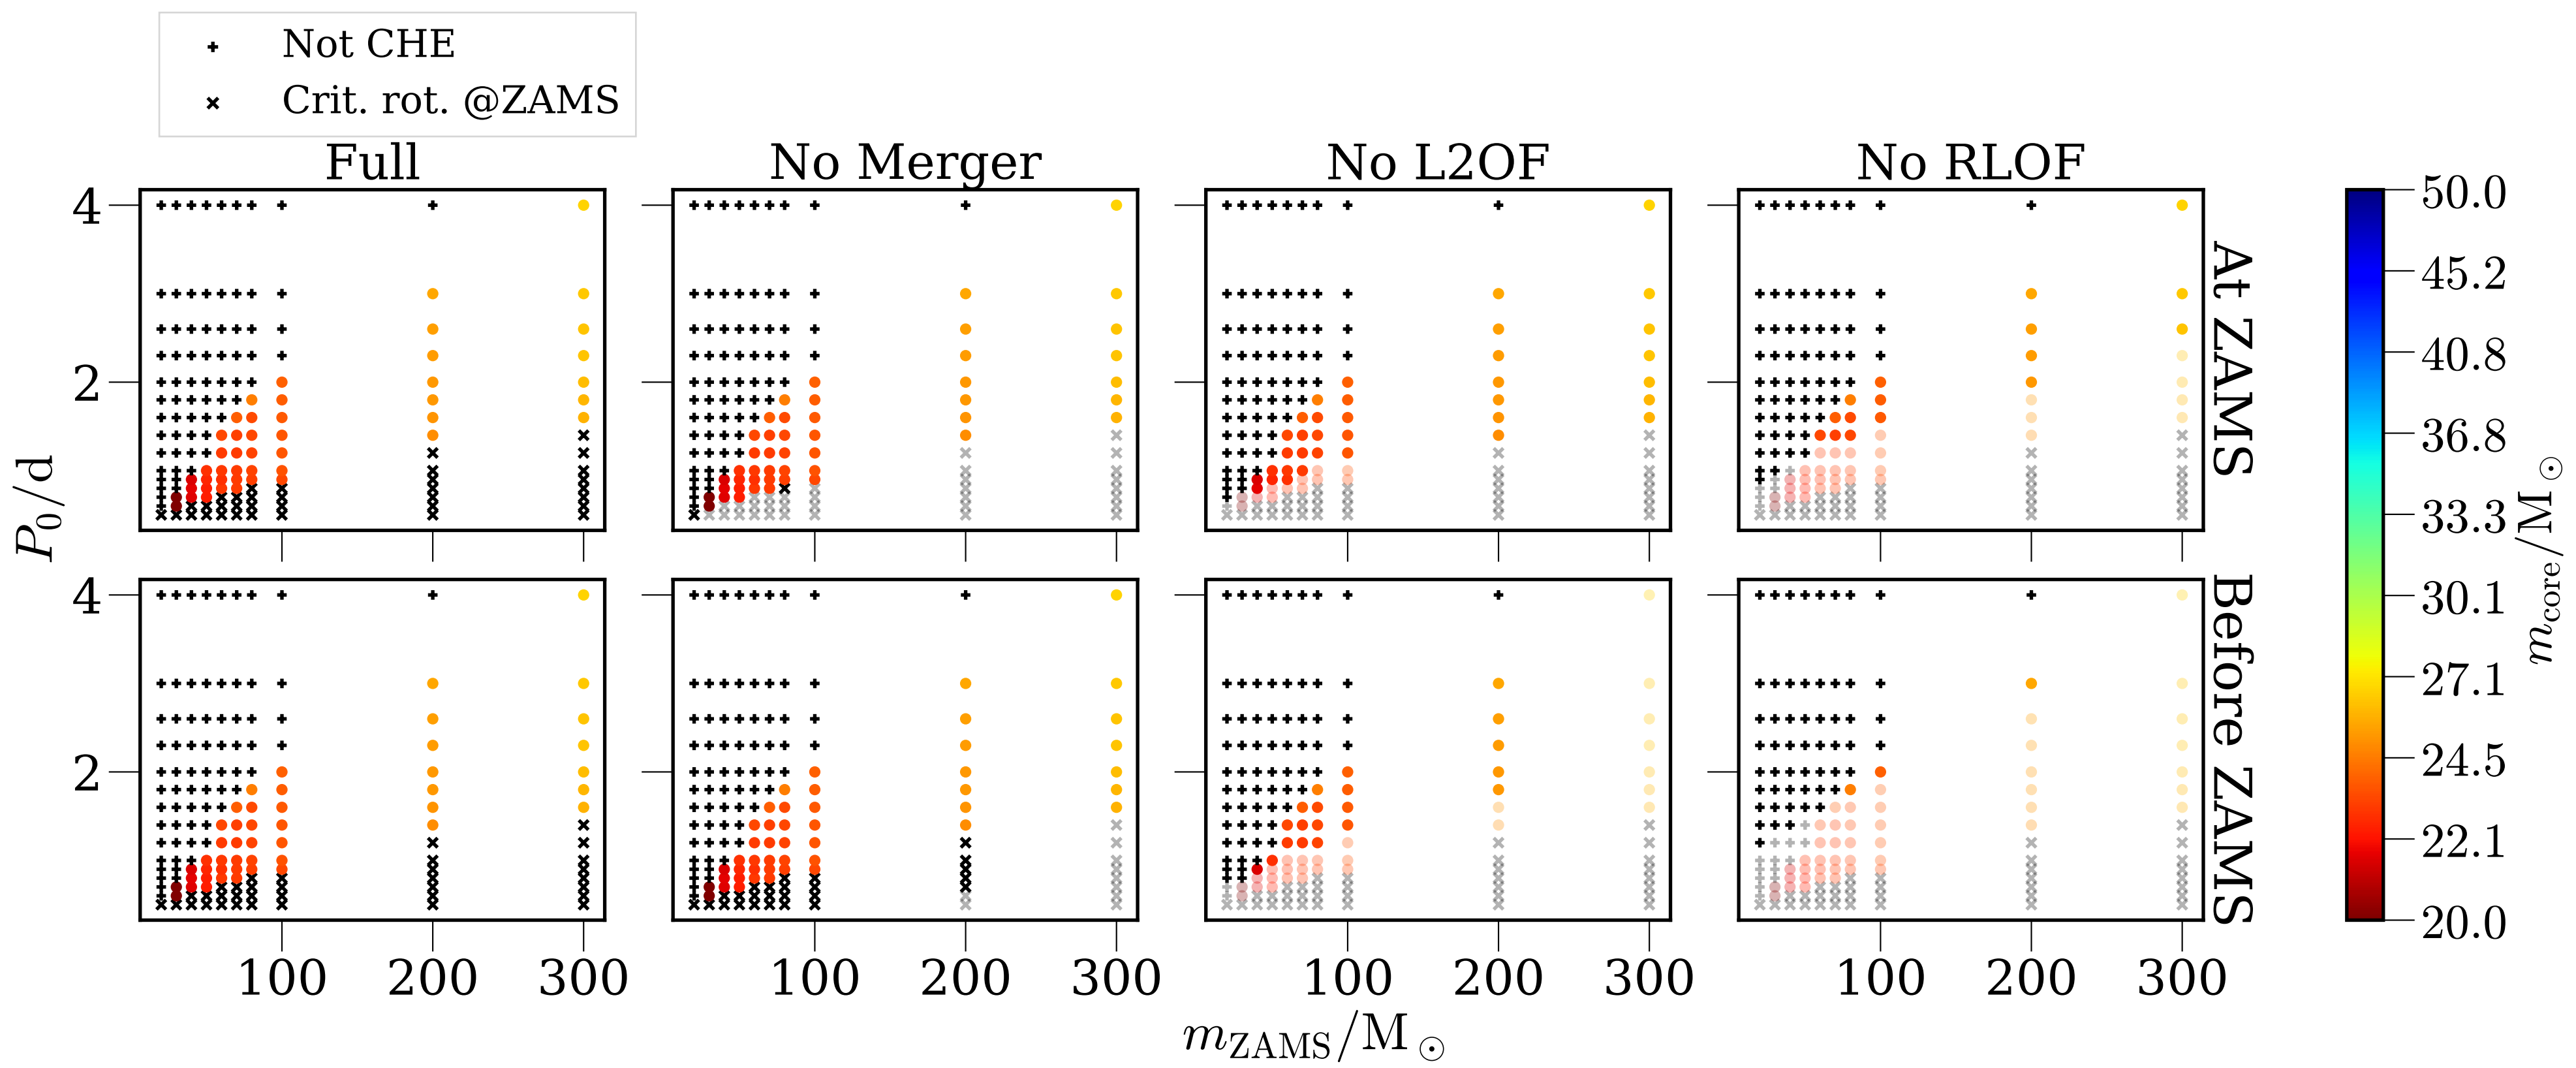 Not CHE
Crit. rot. @ZAMS
Full
No Merger
No L2OF
No RLOF
4
2
At ZAMS
4
2
Before ZAMS
P₀/d
100 200 300
100 200 300
100 200 300
100 200 300
m_ZAMS/M⊙
50.0
45.2
40.8
36.8
33.3
30.1
27.1
24.5
22.1
20.0
m_core/M⊙